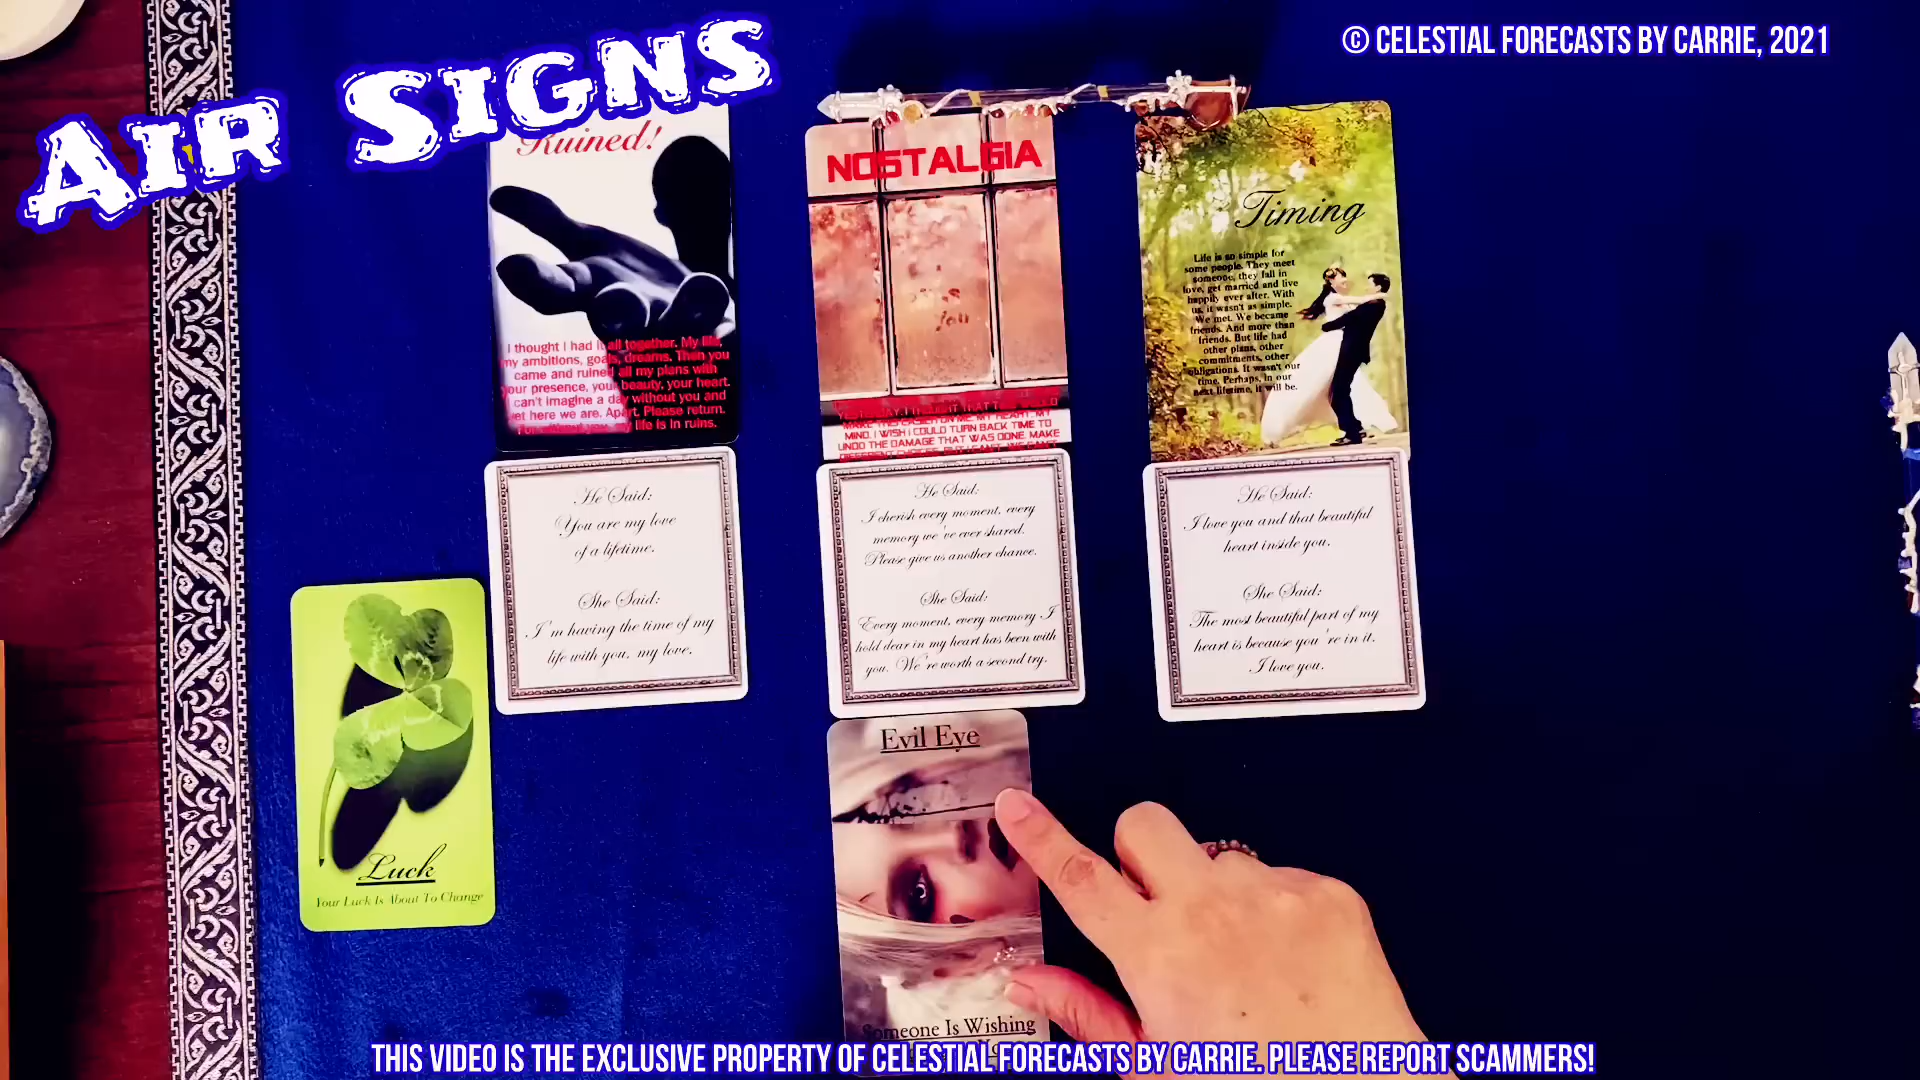 © CELESTIAL FORECASTS BY CARRIE, 2021
AIR SIGNS
Ruined!
I thought I had it all together. My life,
my ambitions, goals, dreams. Then you
came and ruined all my plans with
your presence, your beauty, your heart.
can't imagine a day without you and
yet here we are. Apart. Please return.
life is in ruins.
NOSTALGIA
you
MAKE THIS EASIER ON ME. MY HEART. MY
MIND. I WISH I COULD TURN BACK TIME TO
UNDO THE DAMAGE THAT WAS DONE. MAKE
Timing
Life is so simple for
some people. They meet
someone, they fall in
love, get married and live
happily ever after. With
us, it wasn't as simple.
We met. We became
friends. And more than
friends. But life had
other plans, other
commitments, other
obligations. It wasn't our
time. Perhaps, in our
next lifetime, it will be.
He Said:
You are my love
of a lifetime.
She Said:
I'm having the time of my
life with you, my love.
He Said:
I cherish every moment, every
memory we've ever shared.
Please give us another chance.
She Said:
Every moment, every memory I
hold dear in my heart has been with
you. We're worth a second try.
He Said:
I love you and that beautiful
heart inside you.
She Said:
The most beautiful part of my
heart is because you're in it.
I love you.
Luck
Your Luck Is About To Change
Evil Eye
Someone Is Wishing
THIS VIDEO IS THE EXCLUSIVE PROPERTY OF CELESTIAL FORECASTS BY CARRIE. PLEASE REPORT SCAMMERS!